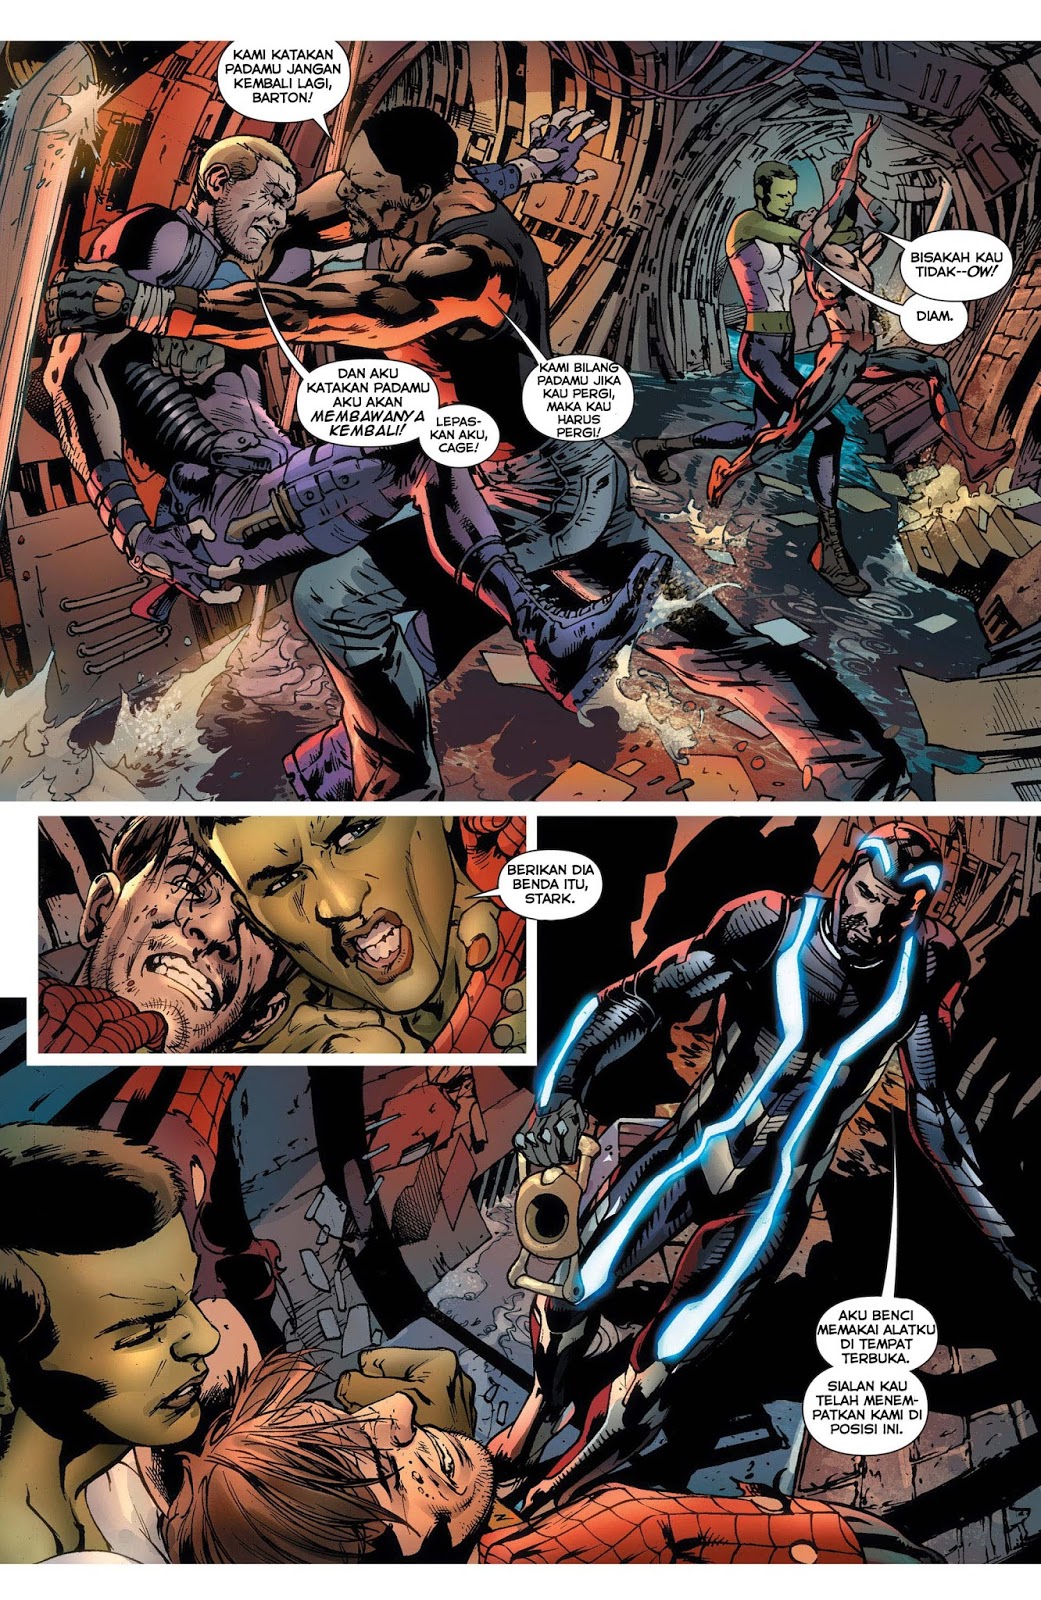 KAMI KATAKAN
PADAMU JANGAN
KEMBALI LAGI,
BARTON!
DAN AKU
KATAKAN PADAMU
AKU AKAN
MEMBAWANYA
KEMBALI!
LEPAS-
KAN AKU,
CAGE!
KAMI BILANG
PADAMU JIKA
KAU PERGI,
MAKA KAU
HARUS
PERGI!
BISAKAH KAU
TIDAK--OW!
DIAM.
BERIKAN DIA
BENDA ITU,
STARK.
AKU BENCI
MEMAKAI ALATKU
DI TEMPAT
TERBUKA.
SIALAN KAU
TELAH MENEM-
PATKAN KAMI DI
POSISI INI.